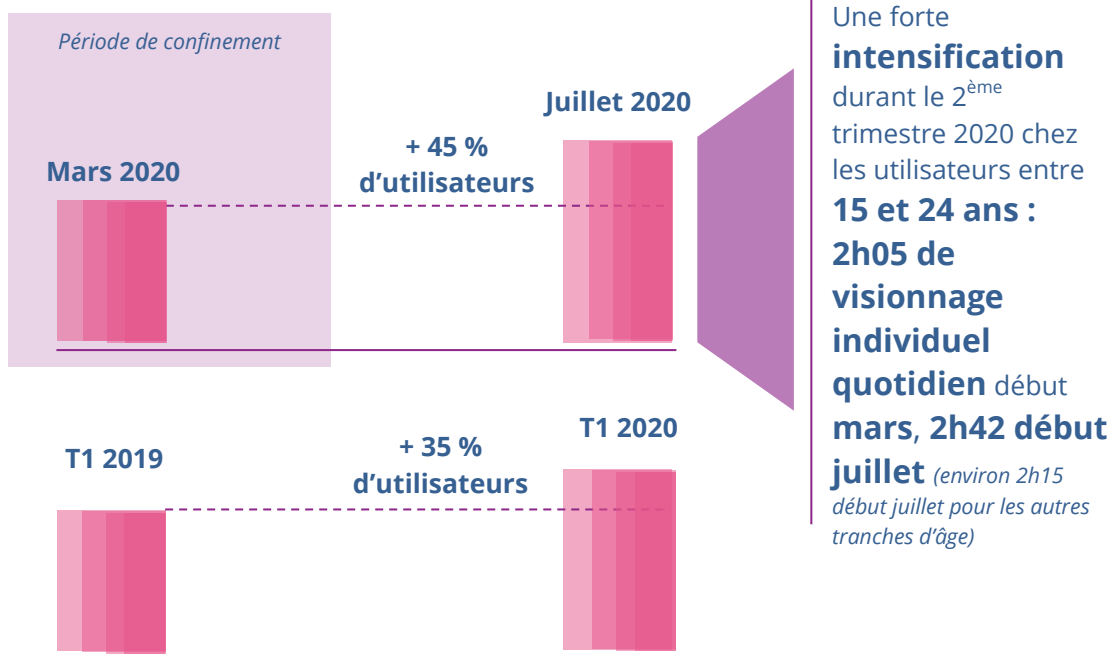 Période de confinement
Mars 2020
+ 45 %
d’utilisateurs
Juillet 2020
T1 2019
+ 35 %
d’utilisateurs
T1 2020
Une forte
intensification
durant le 2ème
trimestre 2020 chez
les utilisateurs entre
15 et 24 ans :
2h05 de
visionnage
individuel
quotidien début
mars, 2h42 début
juillet (environ 2h15
début juillet pour les autres
tranches d’âge)